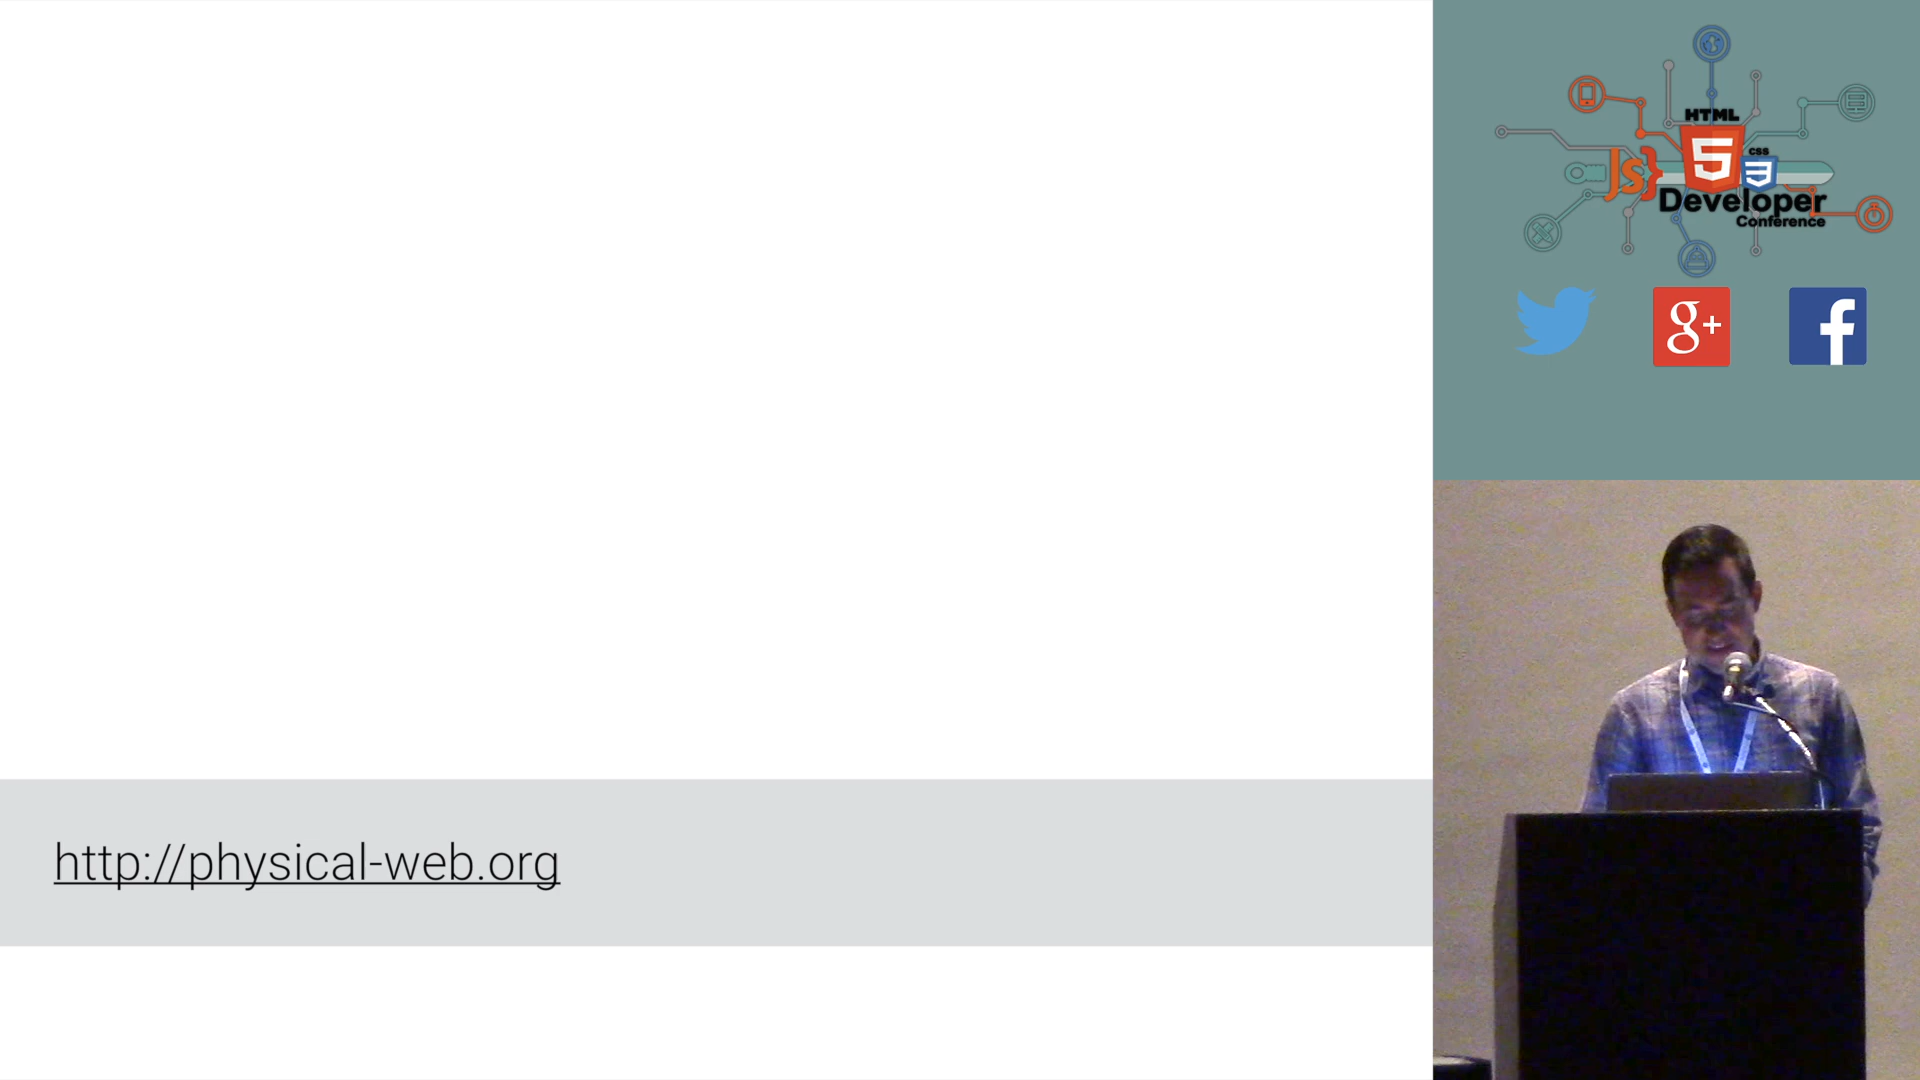 http://physical-web.org
HTML
5
CSS
3
JS}
Developer
Conference
g+
f